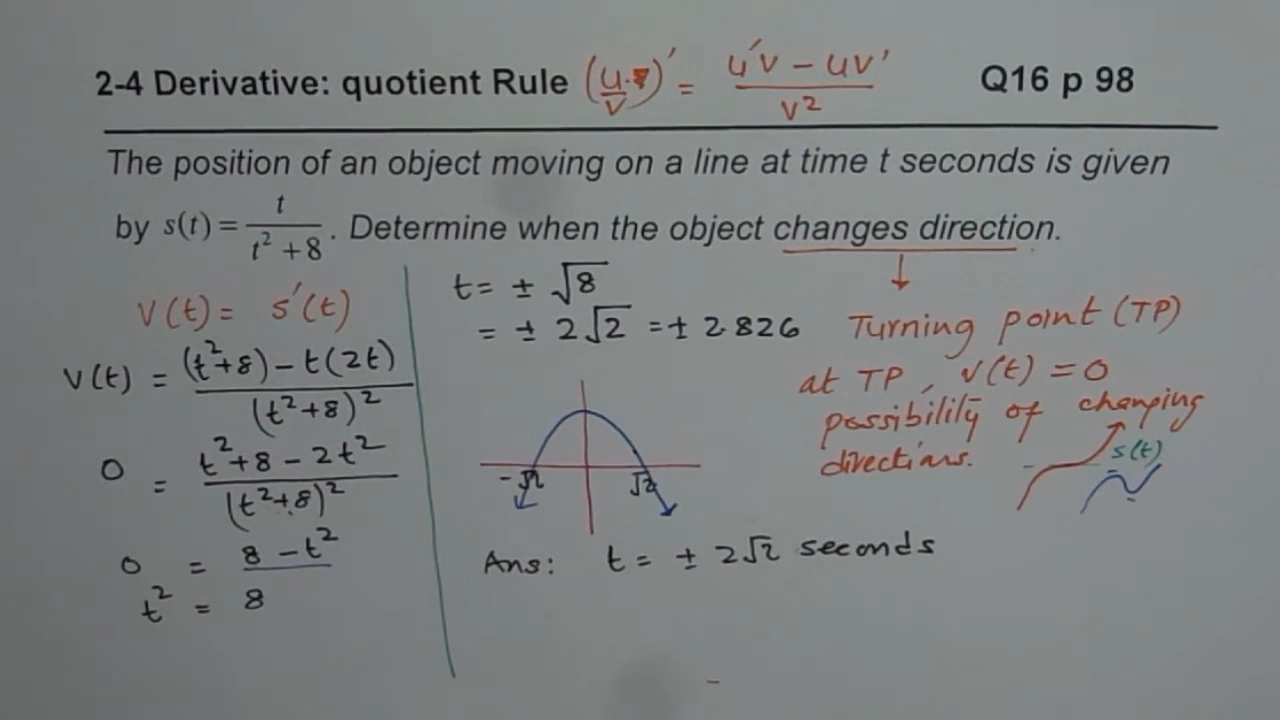 2-4 Derivative: quotient Rule (u/v)' = (u'v - uv')/v² Q16 p 98
The position of an object moving on a line at time t seconds is given
by s(t) = t/(t² + 8). Determine when the object changes direction.
V(t) = s'(t)
V(t) = ((t²+8) - t(2t))/(t²+8)²
0 = (t²+8 - 2t²)/(t²+8)²
0 = 8 - t²
t² = 8
t = ± √8
= ± 2√2 = ± 2.826
-√2 √2
Ans: t = ± 2√2 seconds
Turning point (TP)
at TP, v(t) = 0
possibility of changing
directions.
s(t)